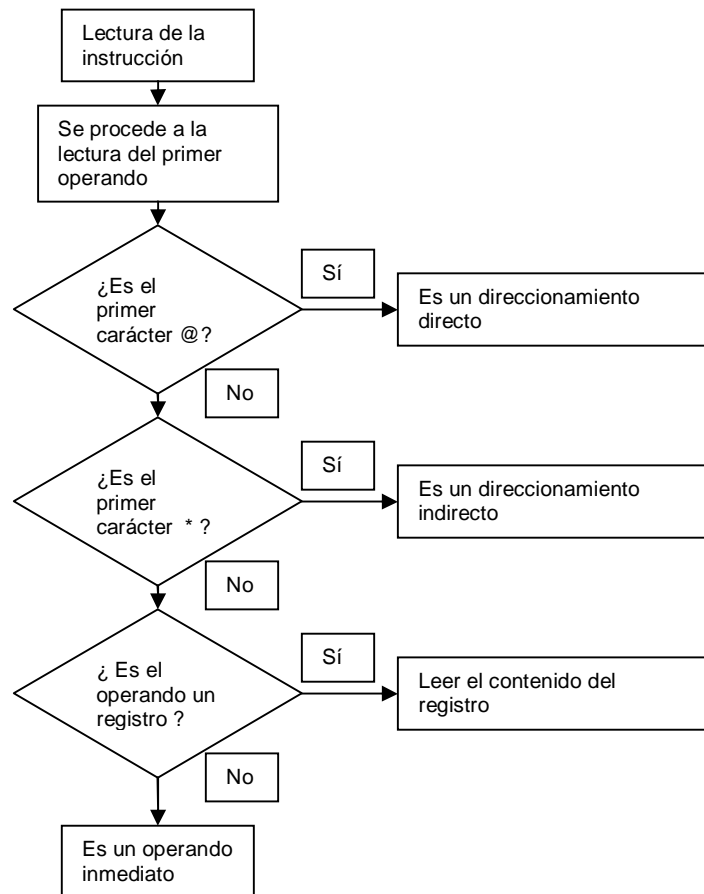 Lectura de la
instrucción
Se procede a la
lectura del primer
operando
¿Es el
primer
carácter @?
Sí
Es un direccionamiento
directo
No
¿Es el
primer
carácter * ?
Sí
Es un direccionamiento
indirecto
No
¿ Es el
operando un
registro ?
Sí
Leer el contenido del
registro
No
Es un operando
inmediato